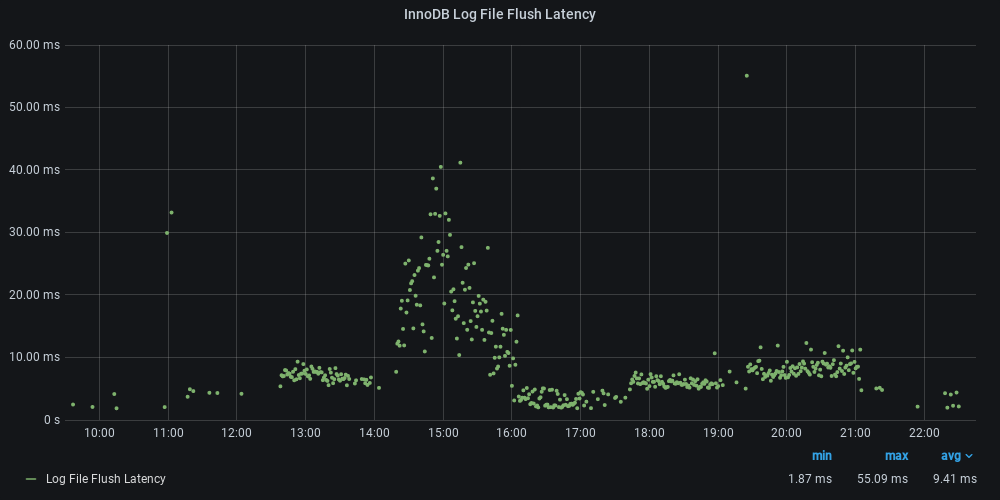 InnoDB Log File Flush Latency
60.00 ms
50.00 ms
40.00 ms
30.00 ms
20.00 ms
10.00 ms
0 s
10:00 11:00 12:00 13:00 14:00 15:00 16:00 17:00 18:00 19:00 20:00 21:00 22:00
min max avg
Log File Flush Latency 1.87 ms 55.09 ms 9.41 ms